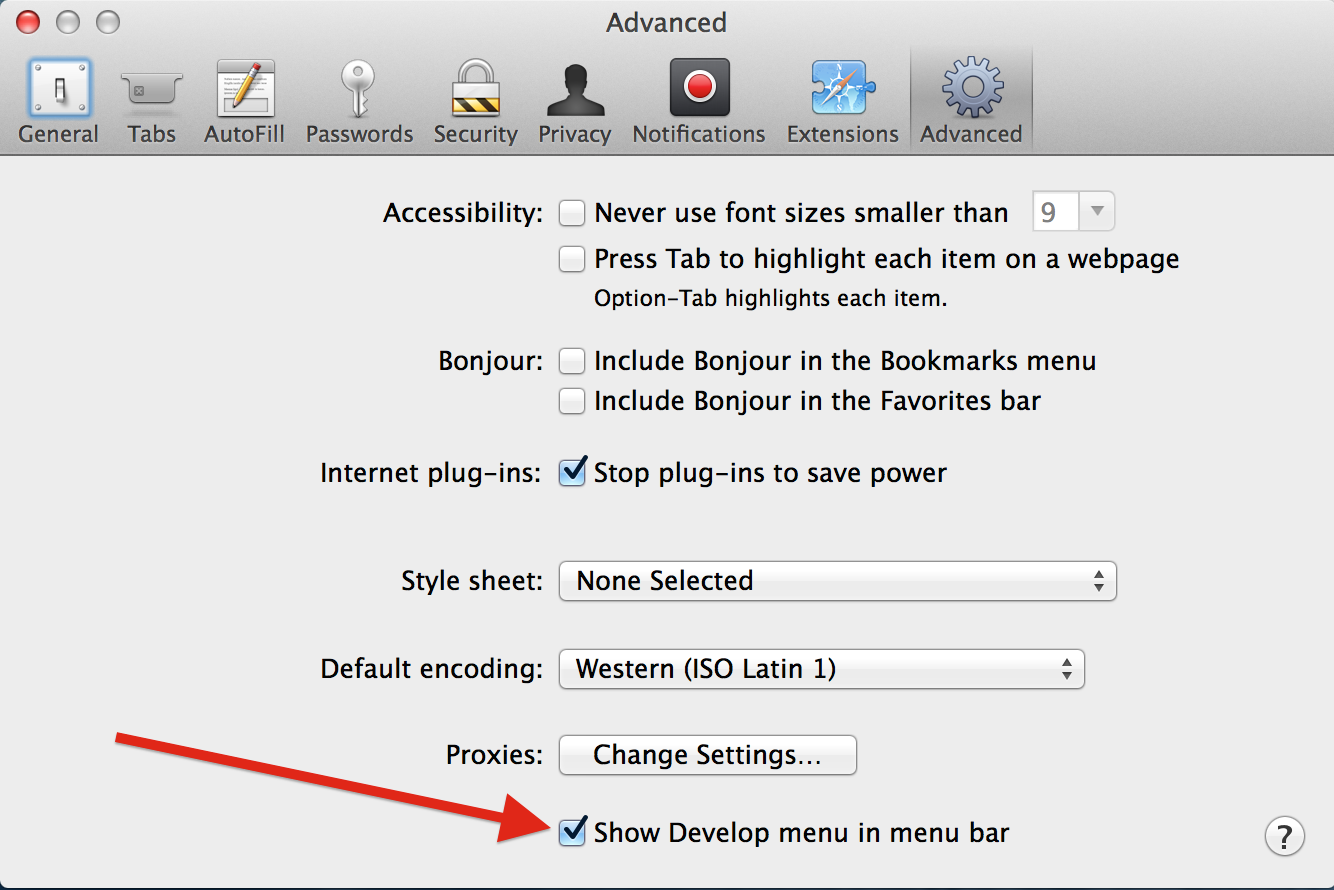 Advanced
General Tabs AutoFill Passwords Security Privacy Notifications Extensions Advanced
Accessibility: Never use font sizes smaller than 9
Press Tab to highlight each item on a webpage
Option-Tab highlights each item.
Bonjour: Include Bonjour in the Bookmarks menu
Include Bonjour in the Favorites bar
Internet plug-ins: Stop plug-ins to save power
Style sheet: None Selected
Default encoding: Western (ISO Latin 1)
Proxies: Change Settings...
Show Develop menu in menu bar
?